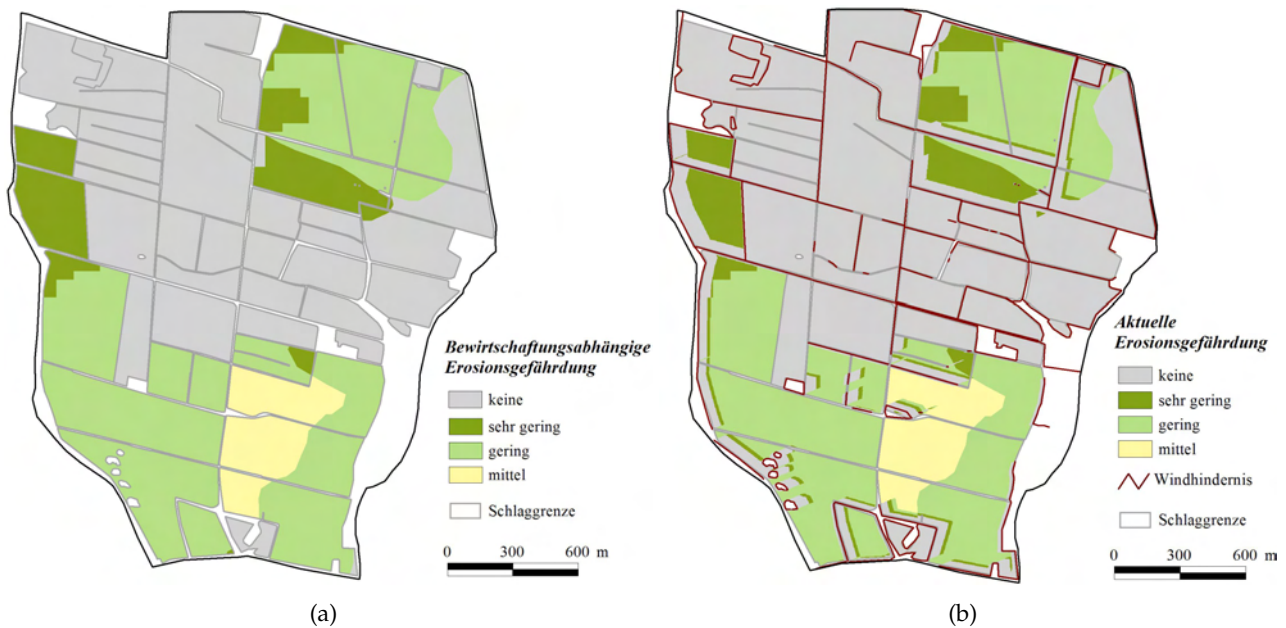 Bewirtschaftungsabhängige
Erosionsgefährdung
keine
sehr gering
gering
mittel
Schlaggrenze
0 300 600 m
(a)
Aktuelle
Erosionsgefährdung
keine
sehr gering
gering
mittel
Windhindernis
Schlaggrenze
0 300 600 m
(b)